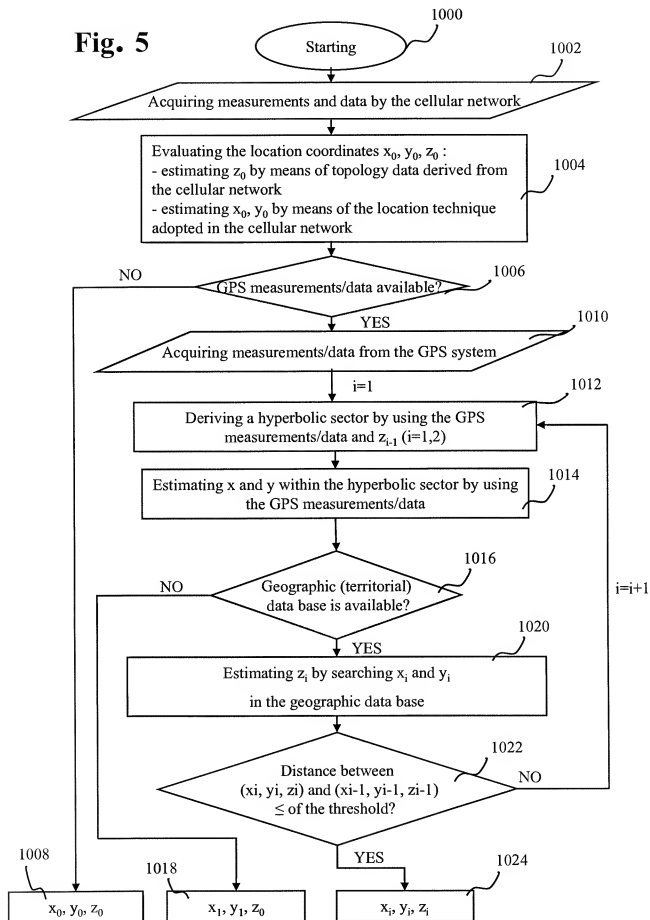 Fig. 5
1000
Starting
1002
Acquiring measurements and data by the cellular network
Evaluating the location coordinates x₀, y₀, z₀ :
- estimating z₀ by means of topology data derived from
the cellular network
- estimating x₀, y₀ by means of the location technique
adopted in the cellular network
1004
NO
GPS measurements/data available?
1006
YES
1010
Acquiring measurements/data from the GPS system
i=1
1012
Deriving a hyperbolic sector by using the GPS
measurements/data and zᵢ₋₁ (i=1,2)
Estimating x and y within the hyperbolic sector by using
the GPS measurements/data
1014
NO
Geographic (territorial)
data base is available?
1016
i=i+1
YES
1020
Estimating zᵢ by searching xᵢ and yᵢ
in the geographic data base
1022
Distance between
(xi, yi, zi) and (xi-1, yi-1, zi-1)
≤ of the threshold?
NO
YES
1008
x₀, y₀, z₀
1018
x₁, y₁, z₀
1024
xᵢ, yᵢ, zᵢ